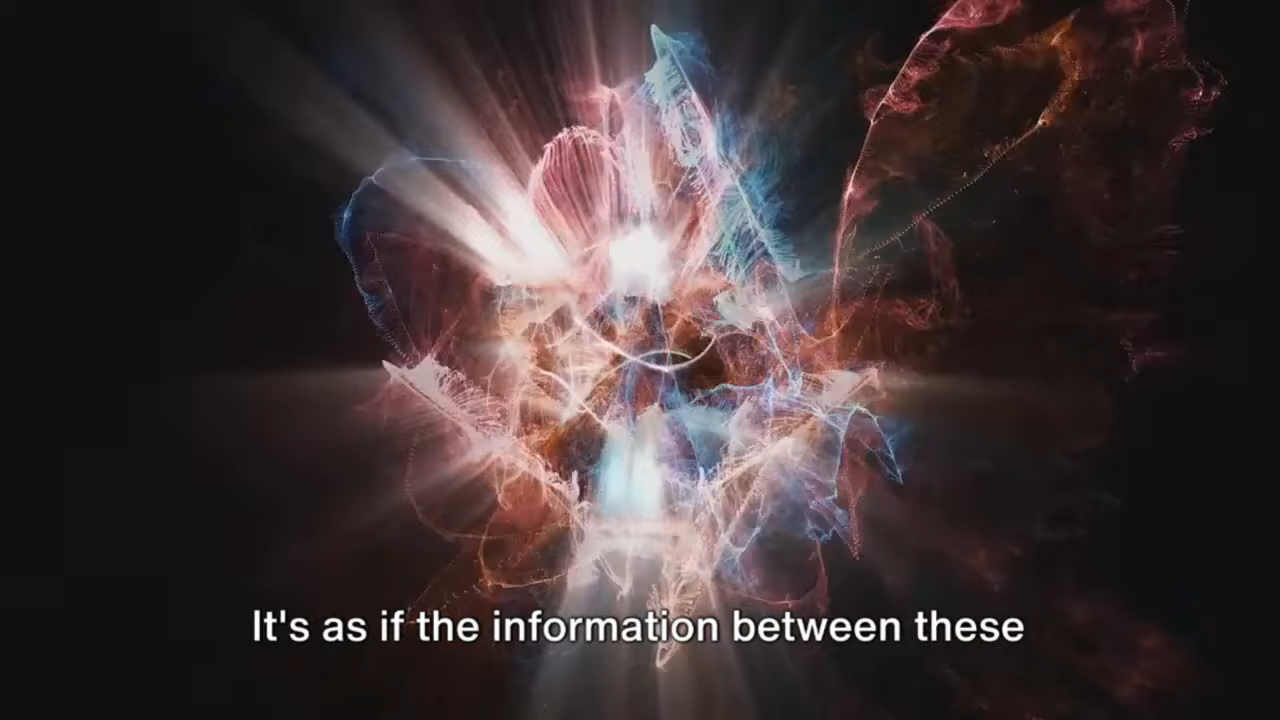 It's as if the information between these